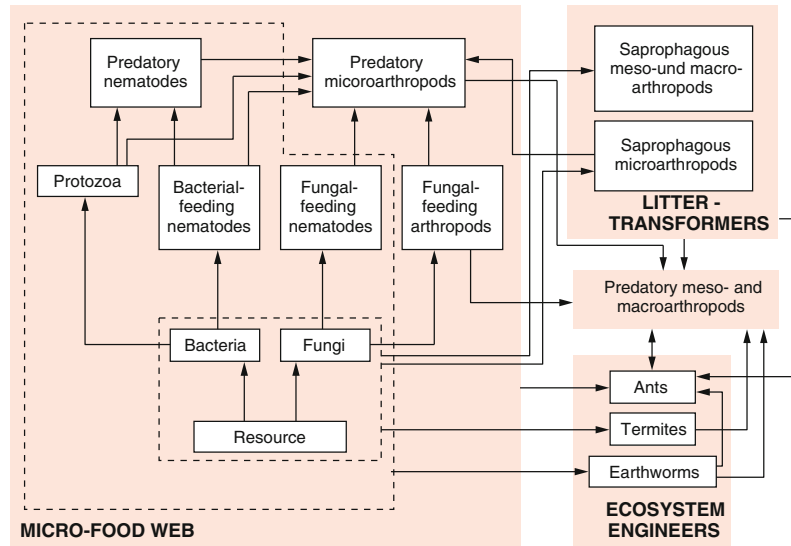 Predatory
nematodes
Predatory
micoroarthropods
Protozoa
Bacterial-
feeding
nematodes
Fungal-
feeding
nematodes
Fungal-
feeding
arthropods
Bacteria
Fungi
Resource
MICRO-FOOD WEB
Saprophagous
meso-und macro-
arthropods
Saprophagous
microarthropods
LITTER -
TRANSFORMERS
Predatory meso- and
macroarthropods
Ants
Termites
Earthworms
ECOSYSTEM
ENGINEERS